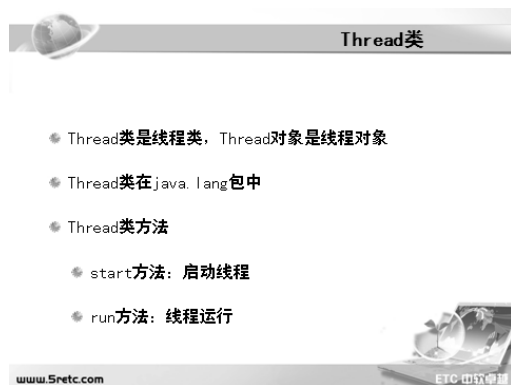 Thread类
Thread类是线程类，Thread对象是线程对象
Thread类在java.lang包中
Thread类方法
start方法：启动线程
run方法：线程运行
www.5retc.com
ETC 中软卓越